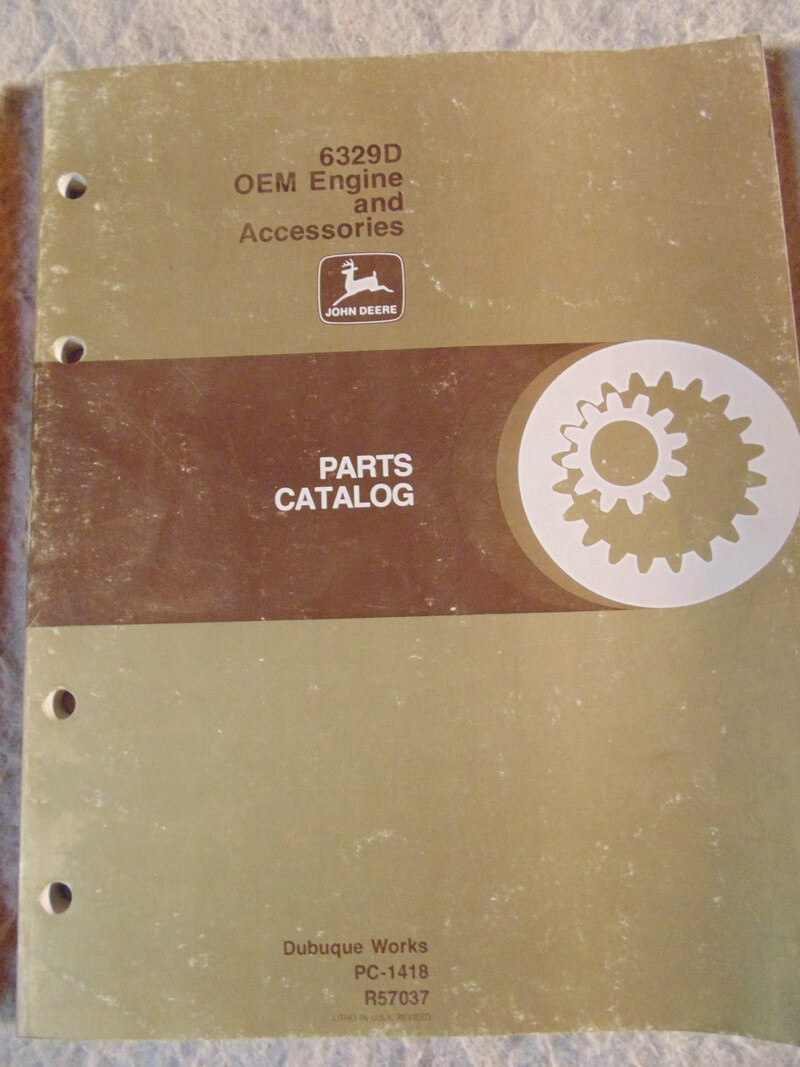 6329D
OEM Engine
and
Accessories
JOHN DEERE
PARTS
CATALOG
Dubuque Works
PC-1418
R57037
LITHO IN U.S.A. REVISED